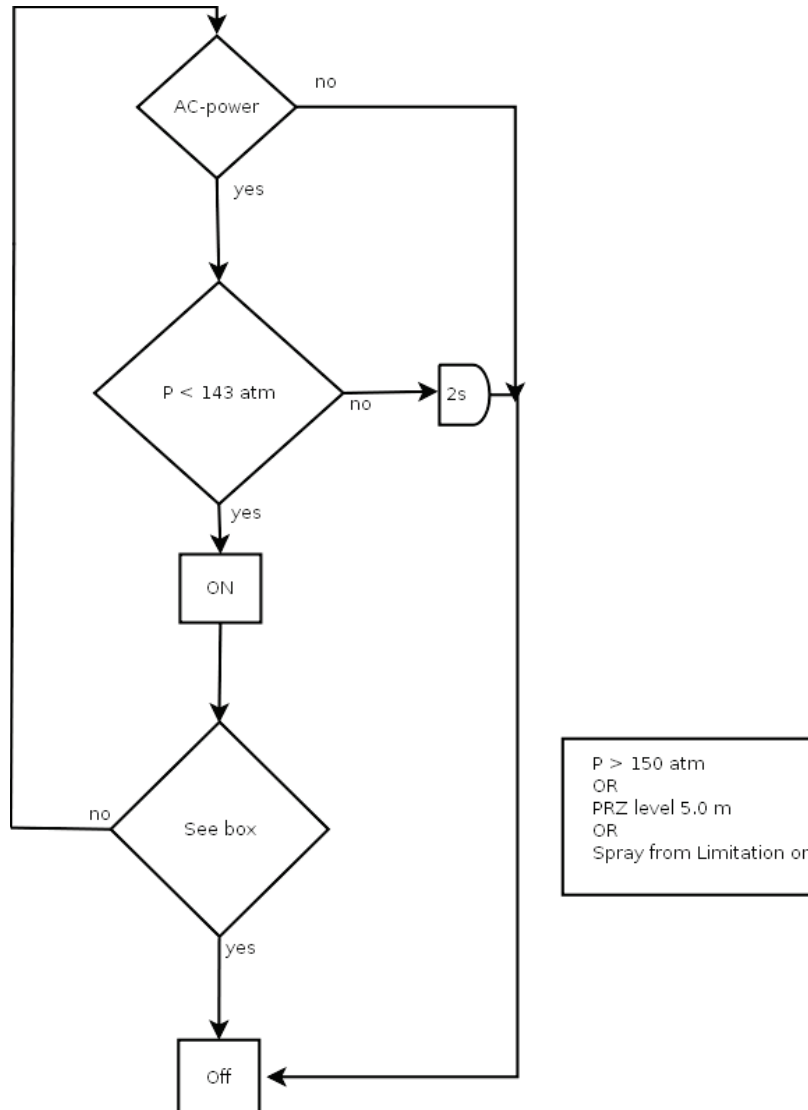 no
AC-power
yes
P < 143 atm
no
2s
yes
ON
P > 150 atm
OR
PRZ level 5.0 m
OR
Spray from Limitation
no
See box
yes
Off